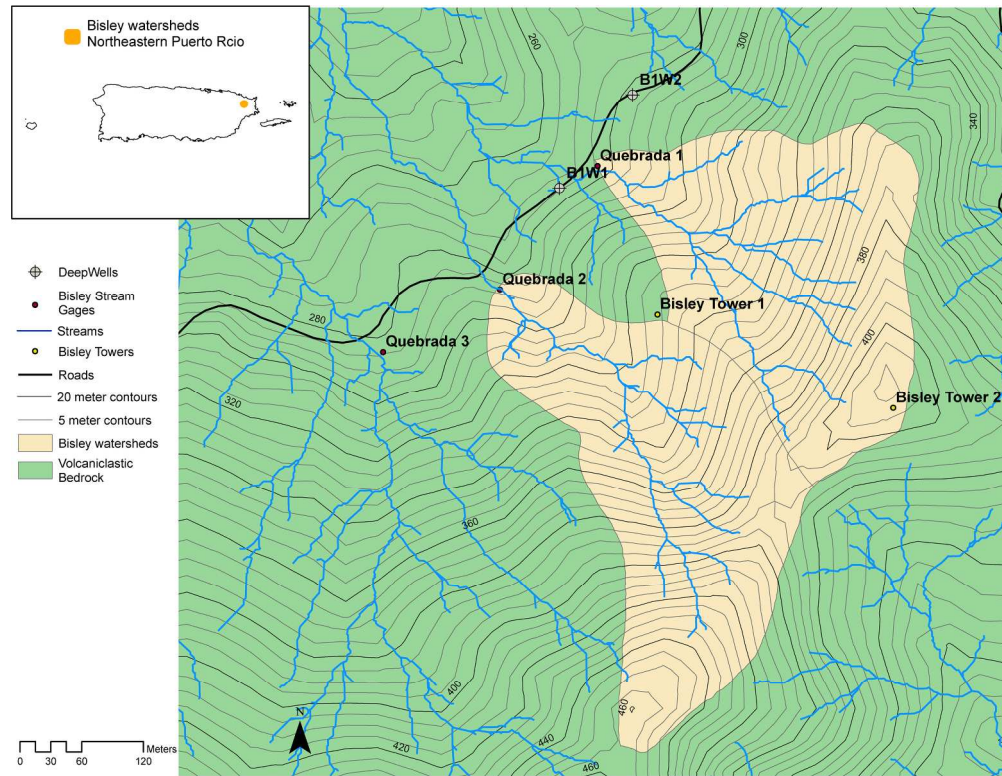 Bisley watersheds
Northeastern Puerto Rcio
DeepWells
Bisley Stream
Gages
Streams
Bisley Towers
Roads
20 meter contours
5 meter contours
Bisley watersheds
Volcaniclastic
Bedrock
Meters
0 30 60 120
N
260
300
340
B1W2
Quebrada 1
B1W1
380
Quebrada 2
Bisley Tower 1
280
Quebrada 3
400
Bisley Tower 2
320
360
400
460
420
440
460